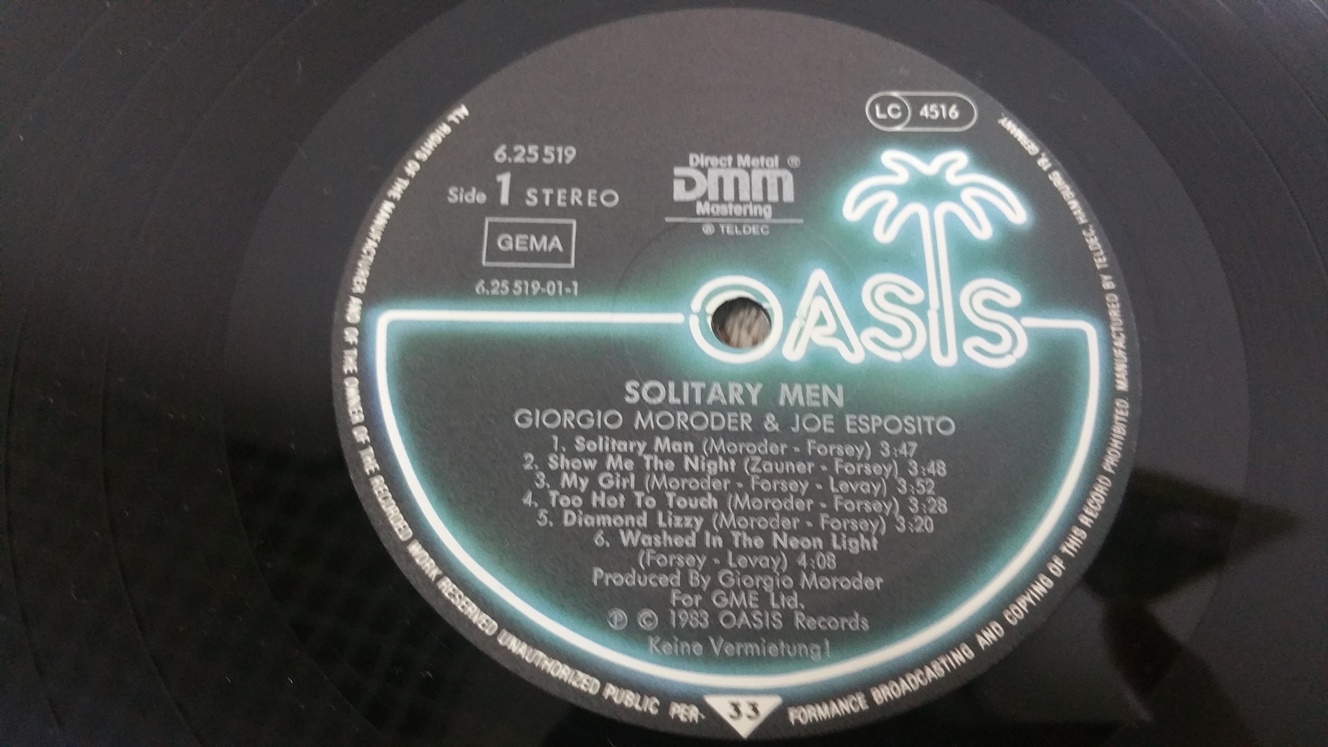 LC 4516
6.25 519
Side 1 STEREO
GEMA
6.25 519-01-1
Direct Metal ®
DMM
Mastering
® TELDEC
OASIS
SOLITARY MEN
GIORGIO MORODER & JOE ESPOSITO
1. Solitary Man (Moroder - Forsey) 3:47
2. Show Me The Night (Zauner - Forsey) 3:48
3. My Girl (Moroder - Forsey - Levay) 3:52
4. Too Hot To Touch (Moroder - Forsey) 3:28
5. Diamond Lizzy (Moroder - Forsey) 3:20
6. Washed In The Neon Light
(Forsey - Levay) 4:08
Produced By Giorgio Moroder
For GME Ltd.
℗ © 1983 OASIS Records
Keine Vermietung!
ALL RIGHTS OF THE MANUFACTURER AND OF THE OWNER OF THE RECORDED WORK RESERVED UNAUTHORIZED PUBLIC PER-
33
FORMANCE BROADCASTING AND COPYING OF THIS RECORD PROHIBITED. MANUFACTURED BY TELDEC, HAMBURG 19, GERMANY.